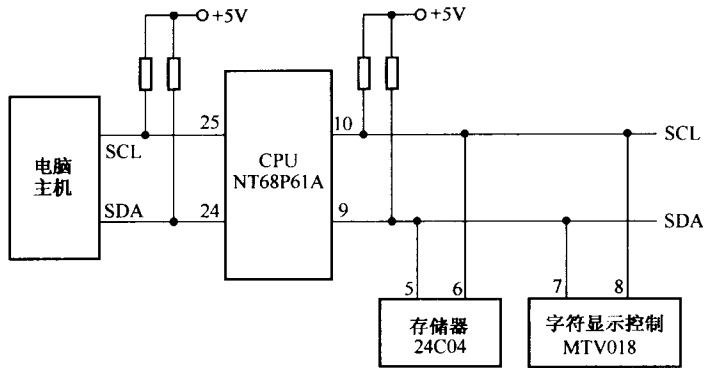 +5V
+5V
电脑
主机
SCL
SDA
25
24
CPU
NT68P61A
10
9
SCL
SDA
5
6
7
8
存储器
24C04
字符显示控制
MTV018